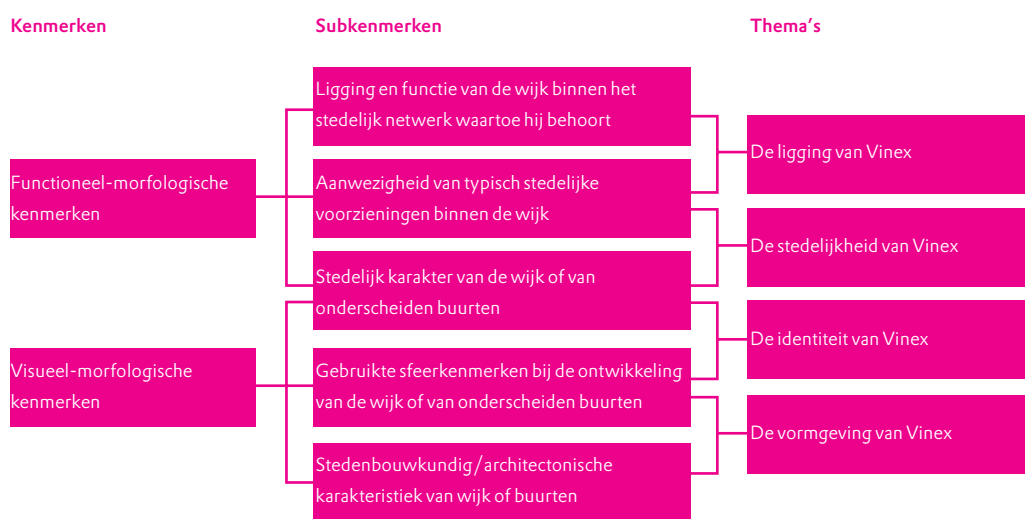 Kenmerken
Subkenmerken
Thema's
Functioneel-morfologische
kenmerken
Visueel-morfologische
kenmerken
Ligging en functie van de wijk binnen het
stedelijk netwerk waartoe hij behoort
Aanwezigheid van typisch stedelijke
voorzieningen binnen de wijk
Stedelijk karakter van de wijk of van
onderscheiden buurten
Gebruikte sfeerkenmerken bij de ontwikkeling
van de wijk of van onderscheiden buurten
Stedenbouwkundig/architectonische
karakteristiek van wijk of buurten
De ligging van Vinex
De stedelijkheid van Vinex
De identiteit van Vinex
De vormgeving van Vinex